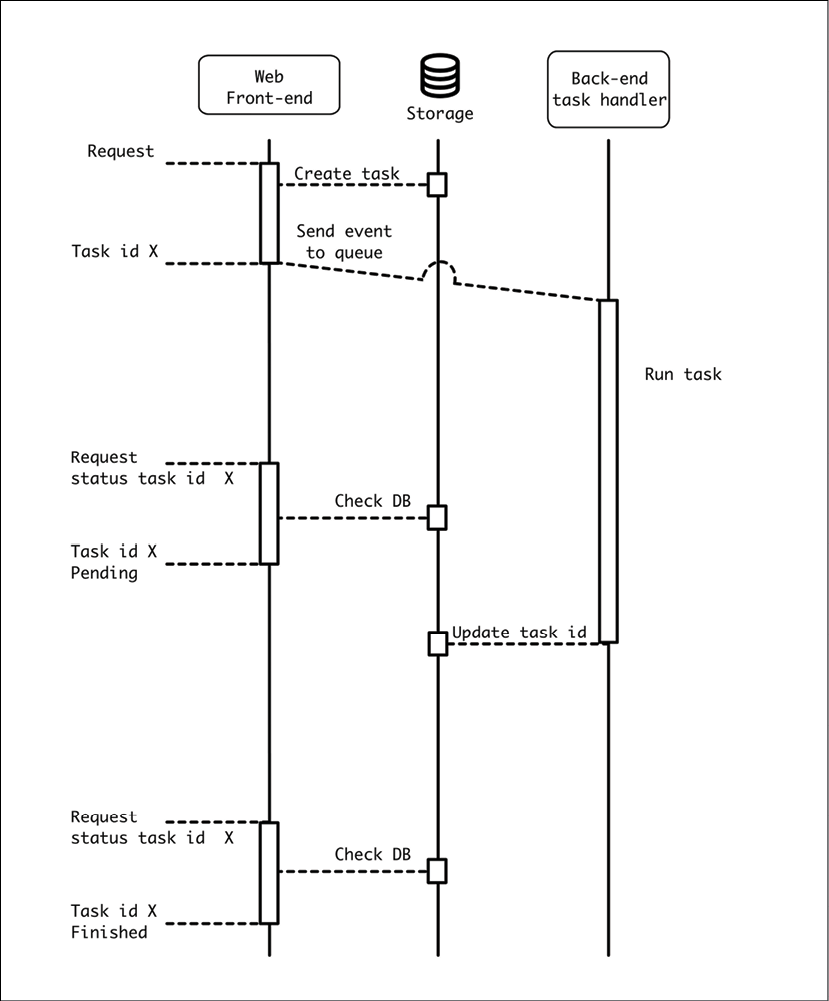 Web
Front-end
Storage
Back-end
task handler
Request
Create task
Send event
to queue
Task id X
Run task
Request
status task id  X
Check DB
Task id X
Pending
Update task id
Request
status task id  X
Check DB
Task id X
Finished